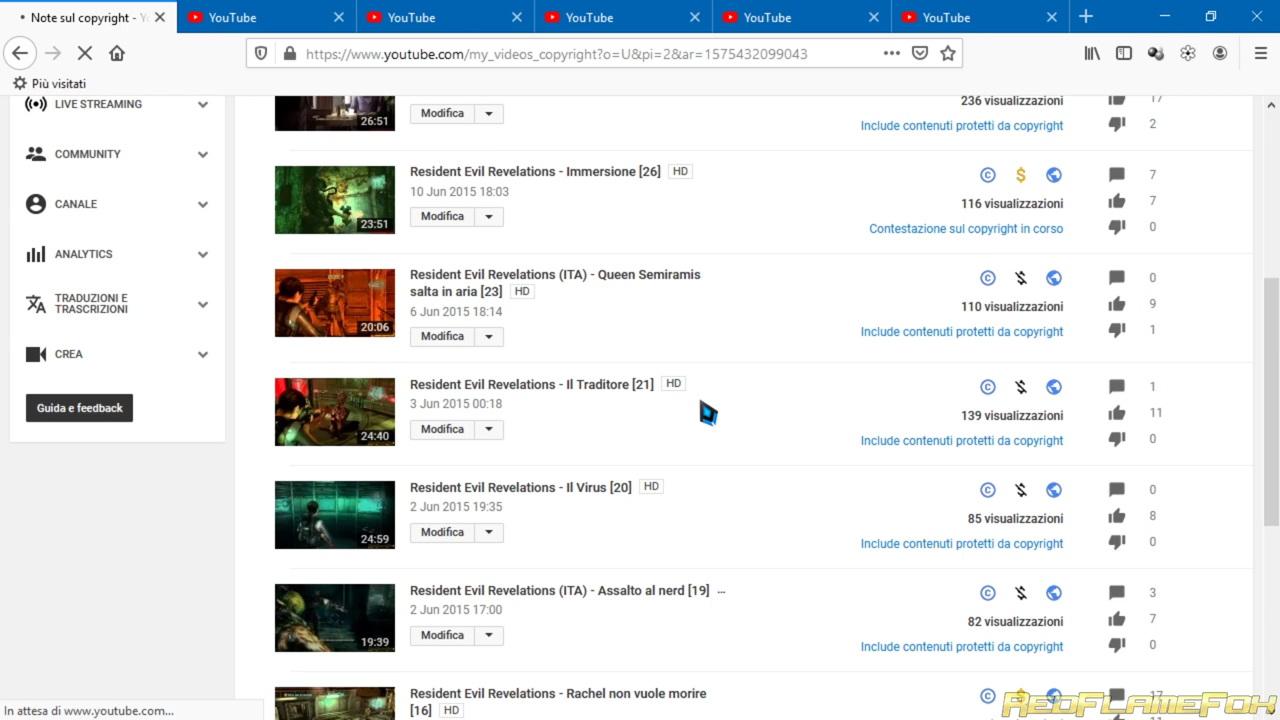 Note sul copyright - Yo
YouTube
YouTube
YouTube
YouTube
YouTube
https://www.youtube.com/my_videos_copyright?o=U&pi=2&ar=1575432099043
Più visitati
LIVE STREAMING
COMMUNITY
CANALE
ANALYTICS
TRADUZIONI E
TRASCRIZIONI
CREA
Guida e feedback
26:51
Modifica
236 visualizzazioni
17
Include contenuti protetti da copyright
2
23:51
Resident Evil Revelations - Immersione [26] HD
10 Jun 2015 18:03
Modifica
7
116 visualizzazioni
7
Contestazione sul copyright in corso
0
20:06
Resident Evil Revelations (ITA) - Queen Semiramis
salta in aria [23] HD
6 Jun 2015 18:14
Modifica
0
110 visualizzazioni
9
Include contenuti protetti da copyright
1
24:40
Resident Evil Revelations - Il Traditore [21] HD
3 Jun 2015 00:18
Modifica
1
139 visualizzazioni
11
Include contenuti protetti da copyright
0
24:59
Resident Evil Revelations - Il Virus [20] HD
2 Jun 2015 19:35
Modifica
0
85 visualizzazioni
8
Include contenuti protetti da copyright
0
19:39
Resident Evil Revelations (ITA) - Assalto al nerd [19] ...
2 Jun 2015 17:00
Modifica
3
82 visualizzazioni
7
Include contenuti protetti da copyright
0
Resident Evil Revelations - Rachel non vuole morire
[16] HD
17
In attesa di www.youtube.com...
RedFlameFox